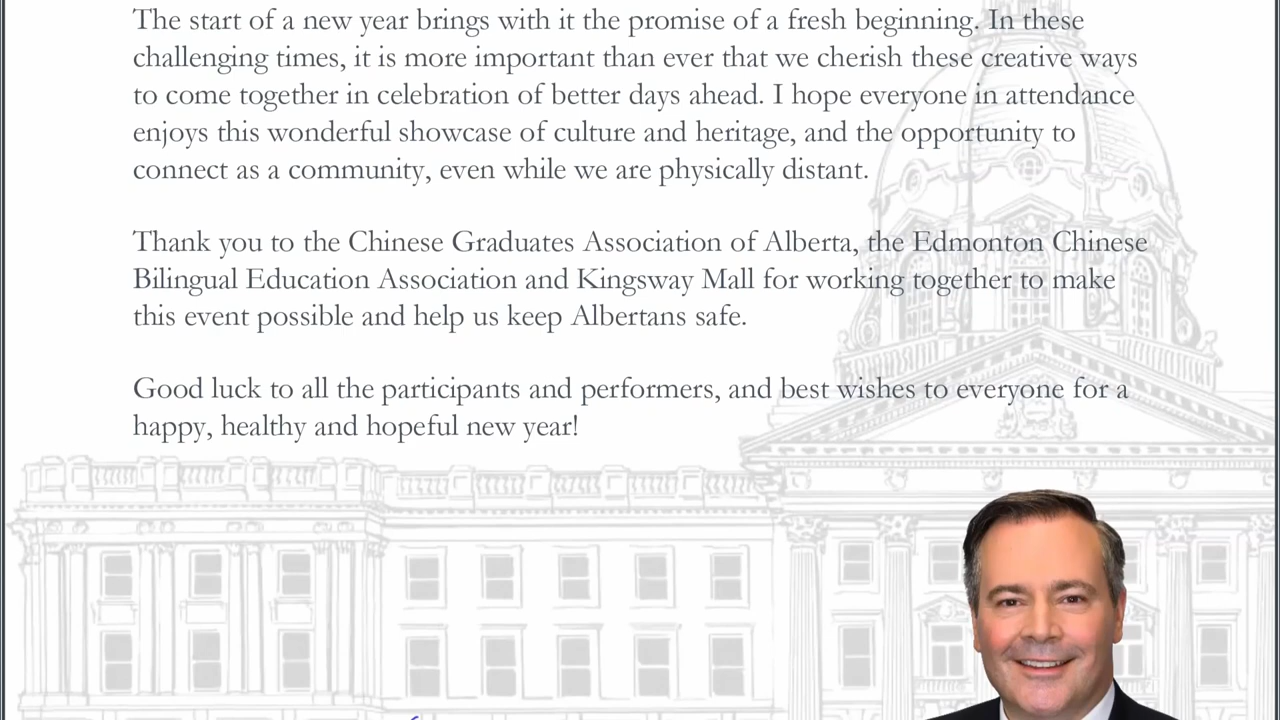 The start of a new year brings with it the promise of a fresh beginning. In these
challenging times, it is more important than ever that we cherish these creative ways
to come together in celebration of better days ahead. I hope everyone in attendance
enjoys this wonderful showcase of culture and heritage, and the opportunity to
connect as a community, even while we are physically distant.
Thank you to the Chinese Graduates Association of Alberta, the Edmonton Chinese
Bilingual Education Association and Kingsway Mall for working together to make
this event possible and help us keep Albertans safe.
Good luck to all the participants and performers, and best wishes to everyone for a
happy, healthy and hopeful new year!